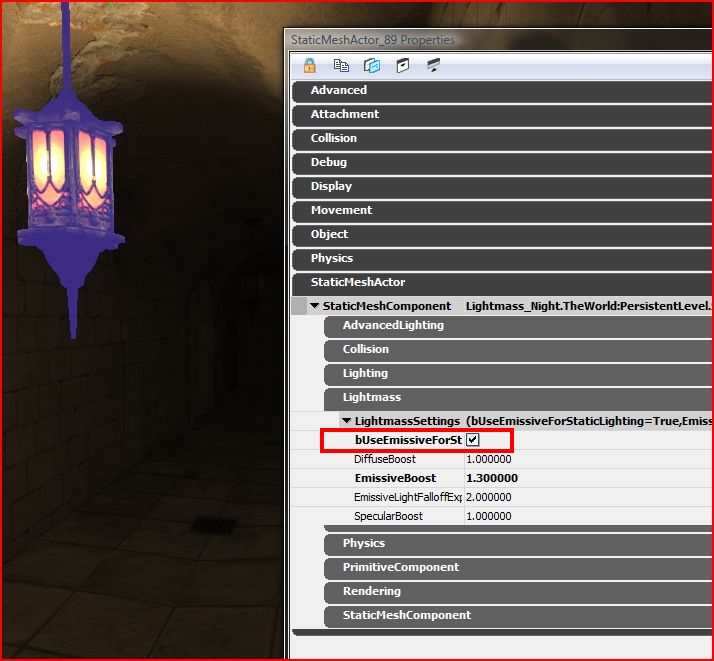 StaticMeshActor_89 Properties
Advanced
Attachment
Collision
Debug
Display
Movement
Object
Physics
StaticMeshActor
StaticMeshComponent Lightmass_Night.TheWorld:PersistentLevel.
AdvancedLighting
Collision
Lighting
Lightmass
LightmassSettings (bUseEmissiveForStaticLighting=True,Emiss
bUseEmissiveForSt
DiffuseBoost 1.000000
EmissiveBoost 1.300000
EmissiveLightFalloffExp 2.000000
SpecularBoost 1.000000
Physics
PrimitiveComponent
Rendering
StaticMeshComponent